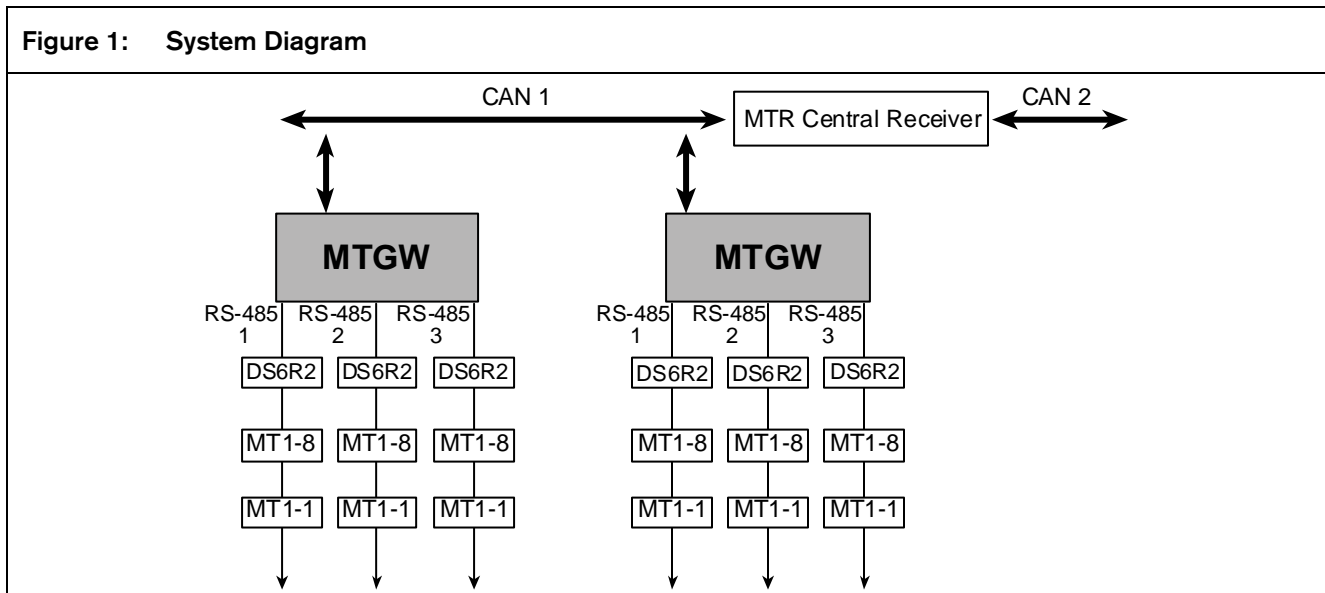 Figure 1: System Diagram
CAN 1
MTR Central Receiver
CAN 2
MTGW
MTGW
RS-485 RS-485 RS-485
1 2 3
RS-485 RS-485 RS-485
1 2 3
DS6R2 DS6R2 DS6R2
DS6R2 DS6R2 DS6R2
MT1-8 MT1-8 MT1-8
MT1-8 MT1-8 MT1-8
MT1-1 MT1-1 MT1-1
MT1-1 MT1-1 MT1-1